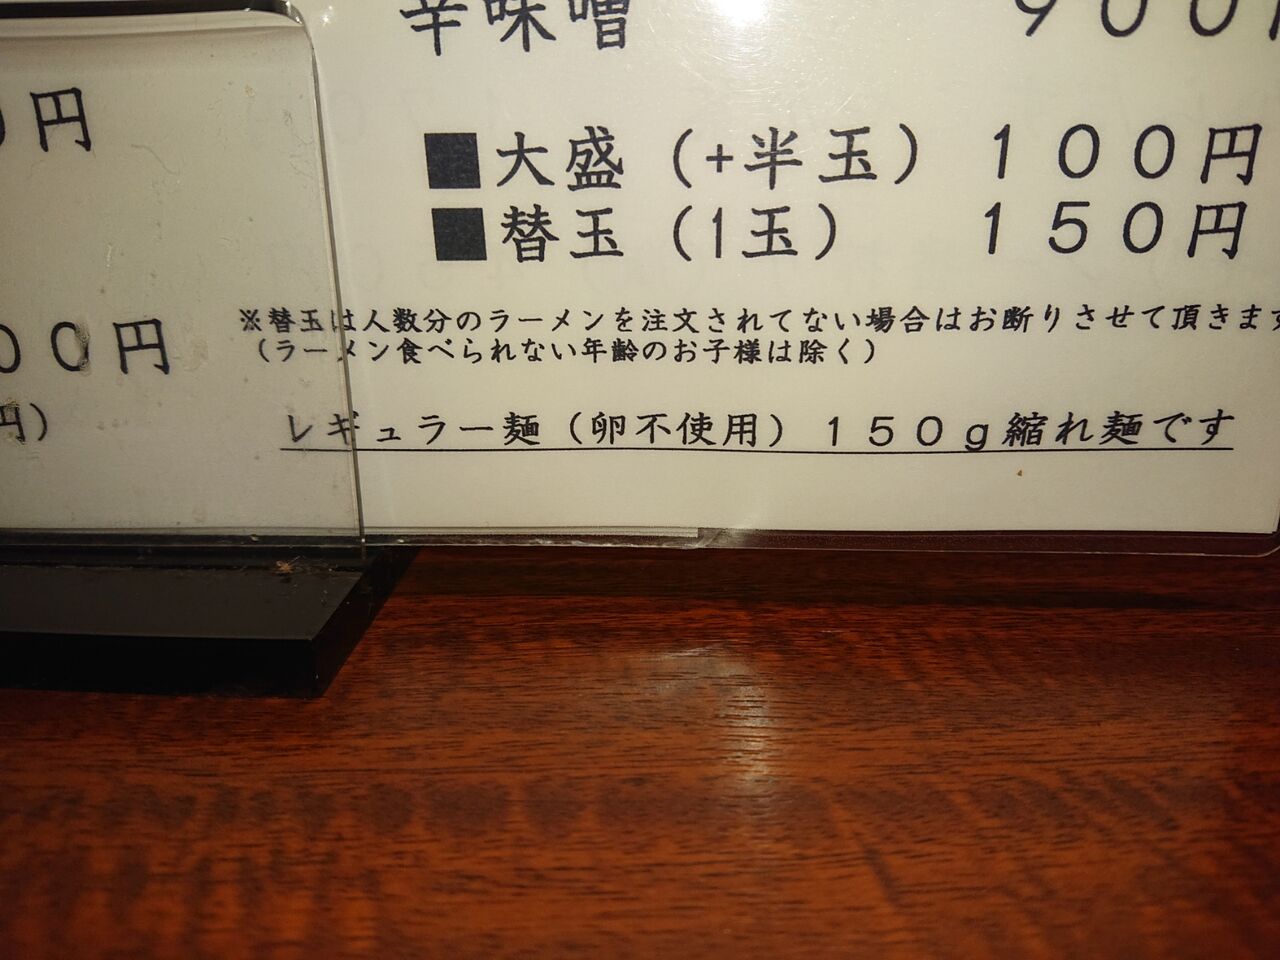 辛味噌 900
円
■大盛（+半玉） 100円
■替玉（1玉） 150円
※替玉は人数分のラーメンを注文されてない場合はお断りさせて頂きます
00円
（ラーメン食べられない年齢のお子様は除く）
円）
レギュラー麺（卵不使用）150g縮れ麺です